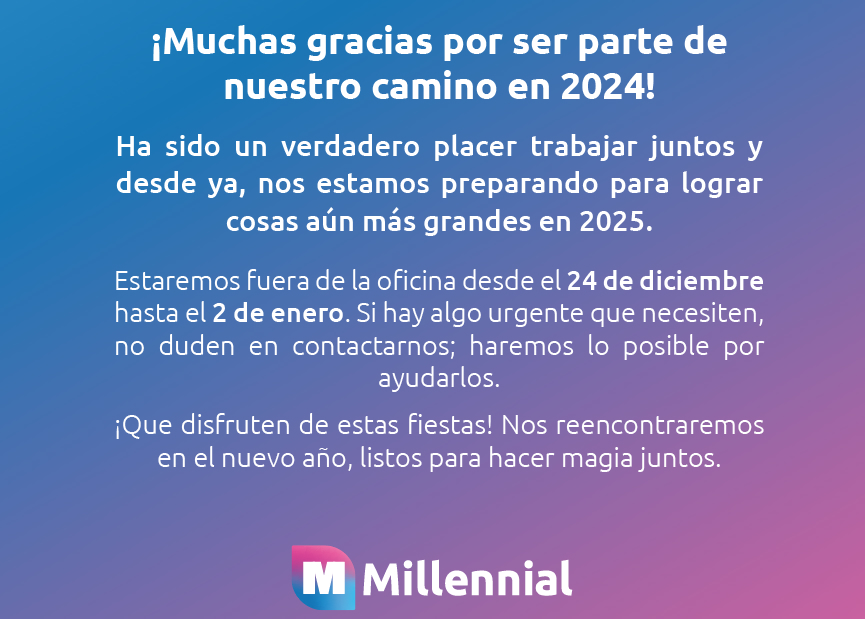 ¡Muchas gracias por ser parte de
nuestro camino en 2024!
Ha sido un verdadero placer trabajar juntos y
desde ya, nos estamos preparando para lograr
cosas aún más grandes en 2025.
Estaremos fuera de la oficina desde el 24 de diciembre
hasta el 2 de enero. Si hay algo urgente que necesiten,
no duden en contactarnos; haremos lo posible por
ayudarlos.
¡Que disfruten de estas fiestas! Nos reencontraremos
en el nuevo año, listos para hacer magia juntos.
M Millennial